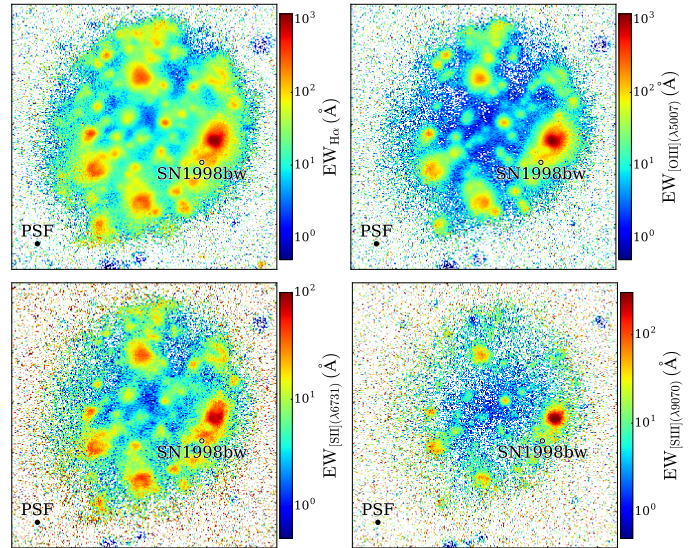 10³
10²
10¹
10⁰
EW_Hα (Å)
SN1998bw
PSF
10³
10²
10¹
10⁰
EW_[OIII](λ5007) (Å)
SN1998bw
PSF
10²
10¹
10⁰
EW_[SII](λ6731) (Å)
SN1998bw
PSF
10²
10¹
10⁰
EW_[SIII](λ9070) (Å)
SN1998bw
PSF